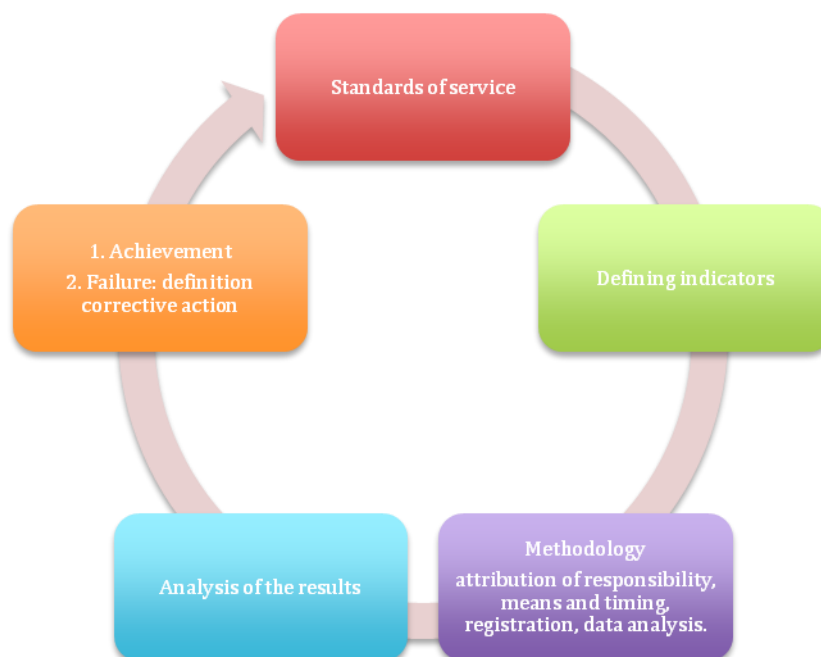 Standards of service
Defining indicators
Methodology
attribution of responsibility,
means and timing,
registration, data analysis.
Analysis of the results
1. Achievement
2. Failure: definition
corrective action